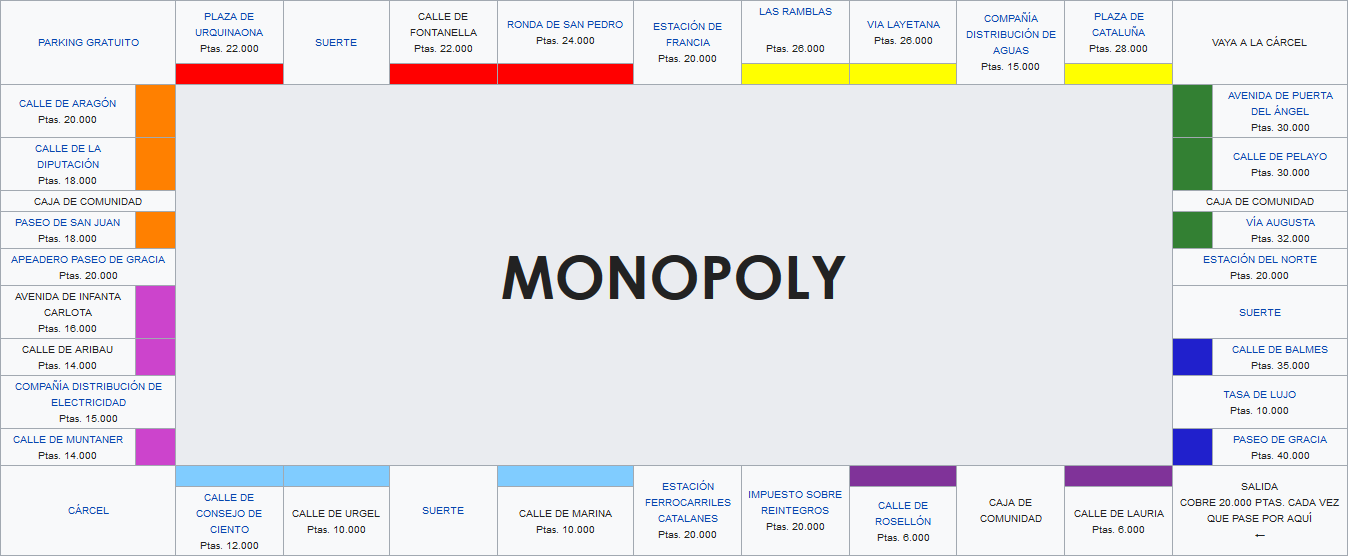 PARKING GRATUITO
PLAZA DE
URQUINAONA
Ptas. 22.000
SUERTE
CALLE DE
FONTANELLA
Ptas. 22.000
RONDA DE SAN PEDRO
Ptas. 24.000
ESTACIÓN DE
FRANCIA
Ptas. 20.000
LAS RAMBLAS
Ptas. 26.000
VIA LAYETANA
Ptas. 26.000
COMPAÑÍA
DISTRIBUCIÓN DE
AGUAS
Ptas. 15.000
PLAZA DE
CATALUÑA
Ptas. 28.000
VAYA A LA CÁRCEL
CALLE DE ARAGÓN
Ptas. 20.000
CALLE DE LA
DIPUTACIÓN
Ptas. 18.000
CAJA DE COMUNIDAD
PASEO DE SAN JUAN
Ptas. 18.000
APEADERO PASEO DE GRACIA
Ptas. 20.000
AVENIDA DE INFANTA
CARLOTA
Ptas. 16.000
CALLE DE ARIBAU
Ptas. 14.000
COMPAÑÍA DISTRIBUCIÓN DE
ELECTRICIDAD
Ptas. 15.000
CALLE DE MUNTANER
Ptas. 14.000
MONOPOLY
AVENIDA DE PUERTA
DEL ÁNGEL
Ptas. 30.000
CALLE DE PELAYO
Ptas. 30.000
CAJA DE COMUNIDAD
VÍA AUGUSTA
Ptas. 32.000
ESTACIÓN DEL NORTE
Ptas. 20.000
SUERTE
CALLE DE BALMES
Ptas. 35.000
TASA DE LUJO
Ptas. 10.000
PASEO DE GRACIA
Ptas. 40.000
CÁRCEL
CALLE DE
CONSEJO DE
CIENTO
Ptas. 12.000
CALLE DE URGEL
Ptas. 10.000
SUERTE
CALLE DE MARINA
Ptas. 10.000
ESTACIÓN
FERROCARRILES
CATALANES
Ptas. 20.000
IMPUESTO SOBRE
REINTEGROS
Ptas. 20.000
CALLE DE
ROSELLÓN
Ptas. 6.000
CAJA DE
COMUNIDAD
CALLE DE LAURIA
Ptas. 6.000
SALIDA
COBRE 20.000 PTAS. CADA VEZ
QUE PASE POR AQUÍ
←